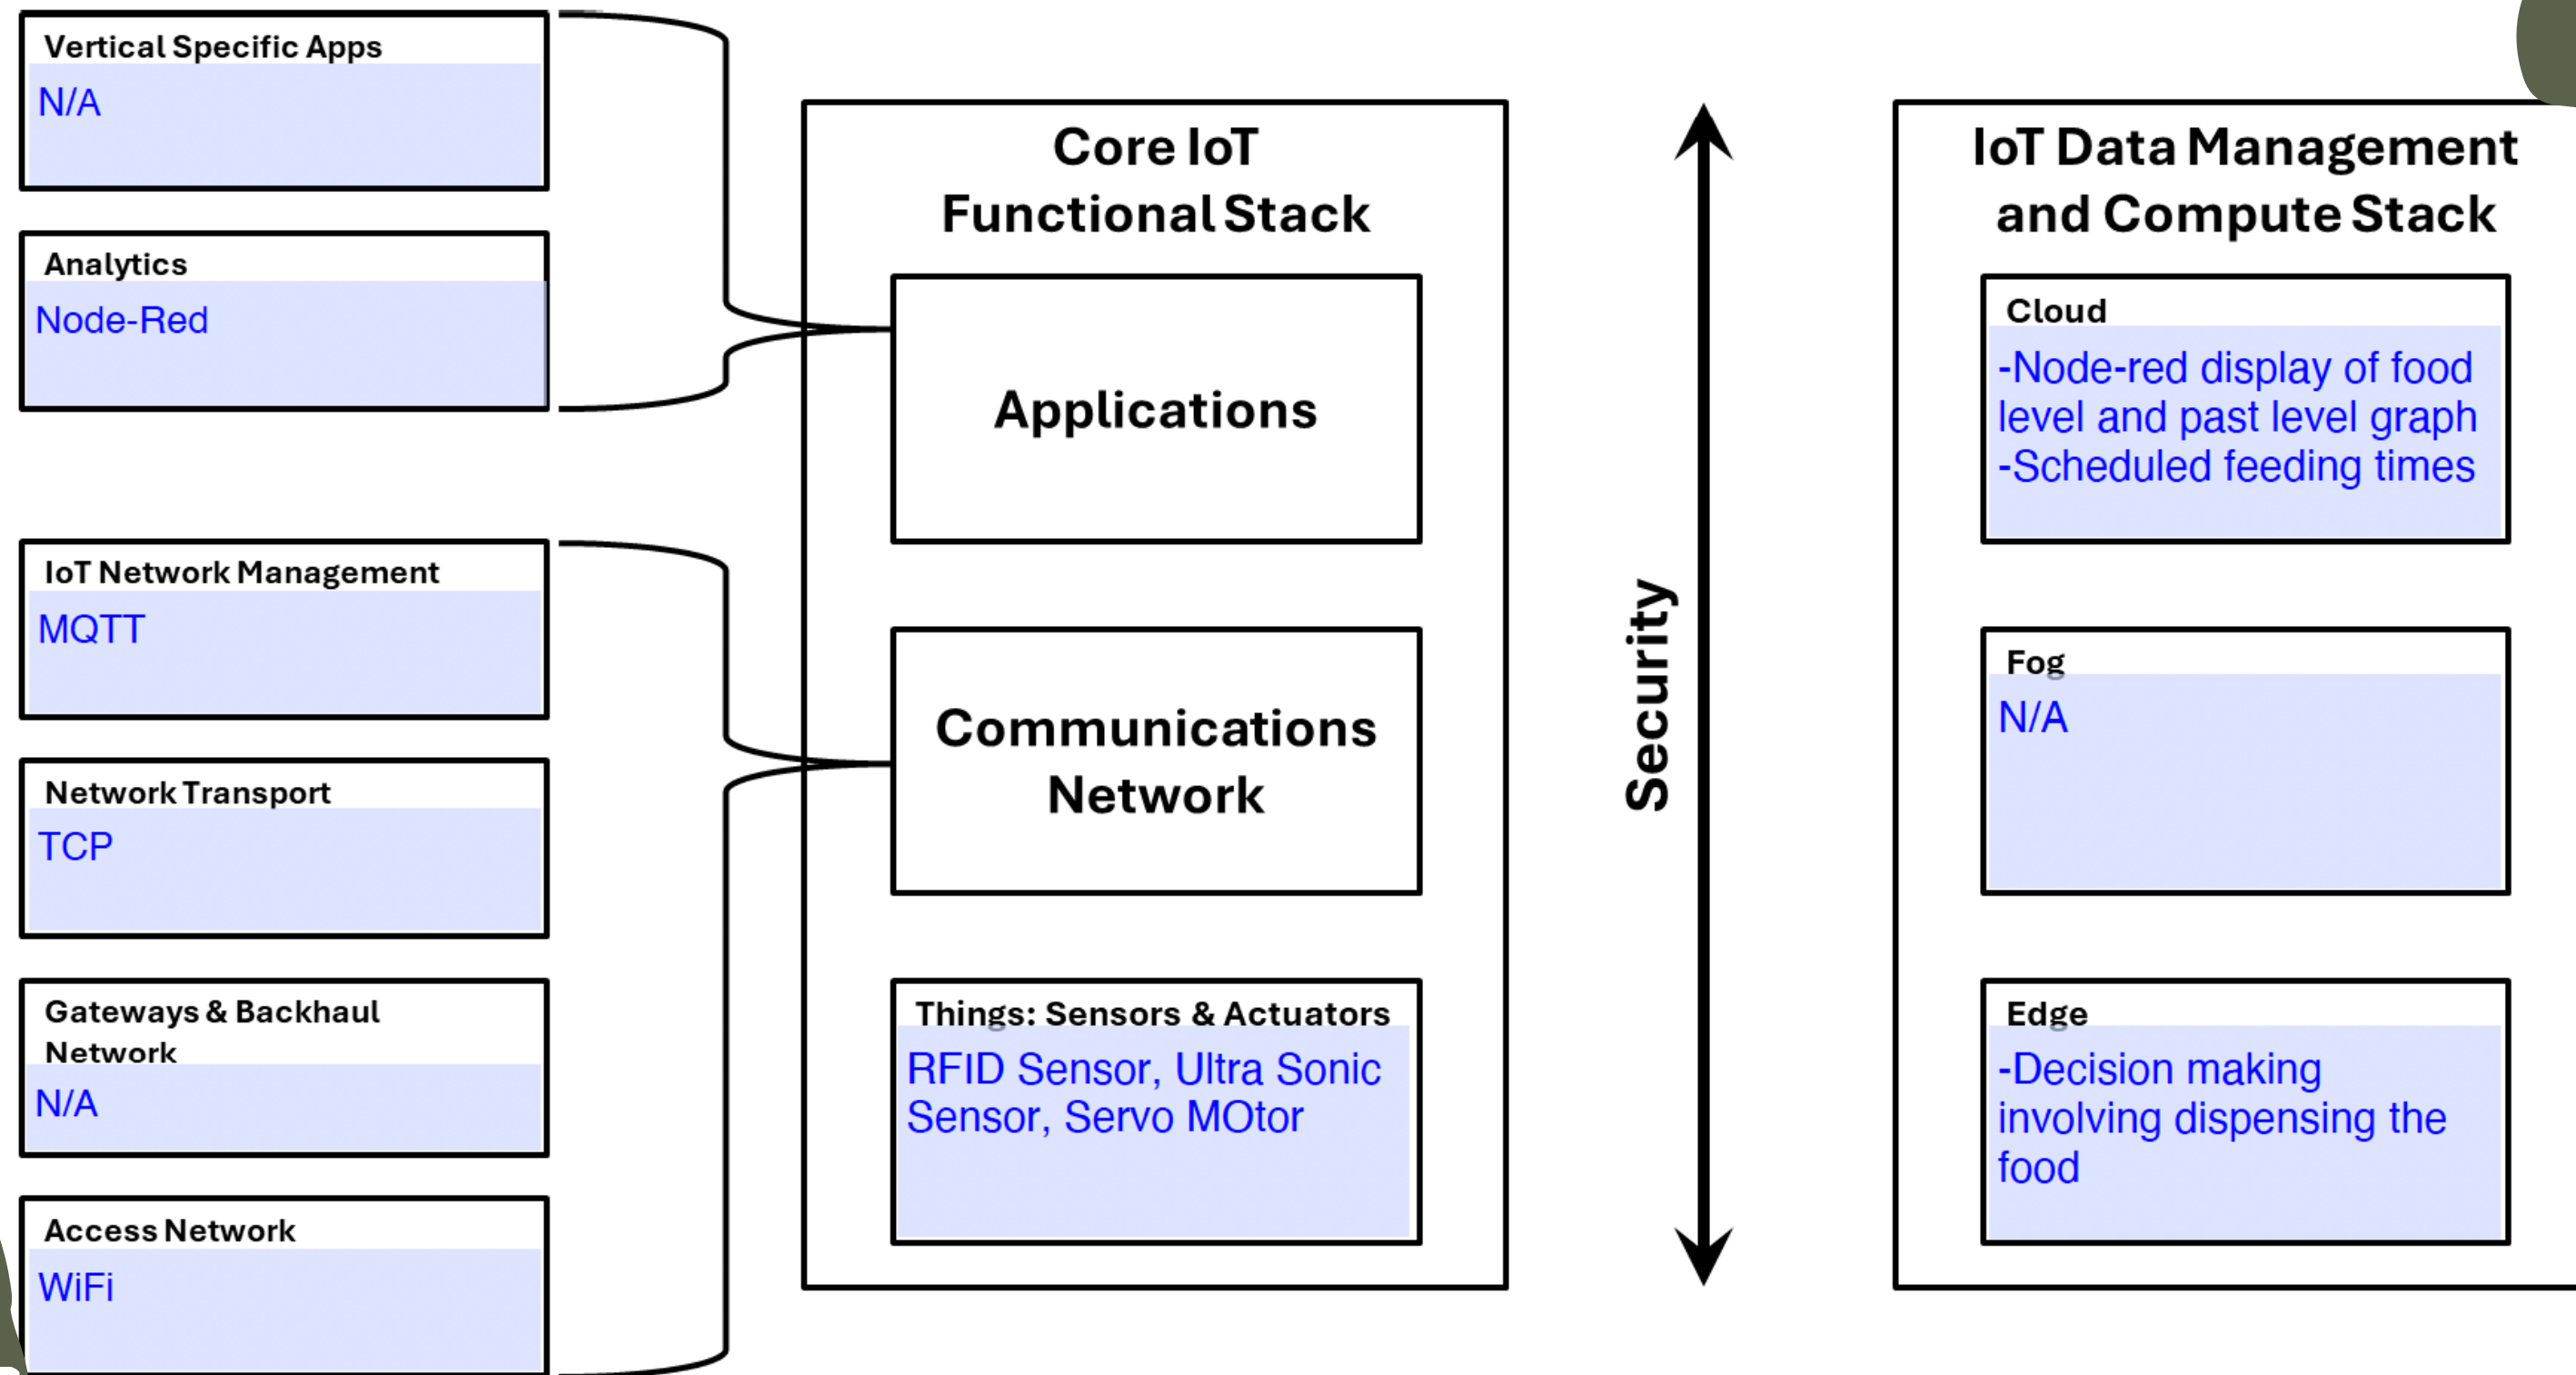 Vertical Specific Apps
N/A
Analytics
Node-Red
IoT Network Management
MQTT
Network Transport
TCP
Gateways & Backhaul
Network
N/A
Access Network
WiFi
Core IoT
Functional Stack
Applications
Communications
Network
Things: Sensors & Actuators
RFID Sensor, Ultra Sonic
Sensor, Servo MOtor
Security
IoT Data Management
and Compute Stack
Cloud
-Node-red display of food
level and past level graph
-Scheduled feeding times
Fog
N/A
Edge
-Decision making
involving dispensing the
food